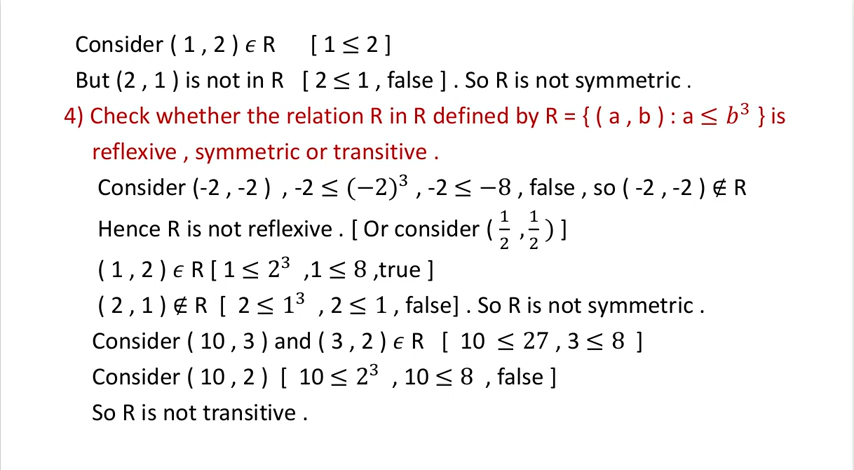 Consider ( 1 , 2 ) ϵ R [ 1 ≤ 2 ]
But (2 , 1 ) is not in R [ 2 ≤ 1 , false ] . So R is not symmetric .
4) Check whether the relation R in R defined by R = { ( a , b ) : a ≤ b³ } is
reflexive , symmetric or transitive .
Consider (-2 , -2 ) , -2 ≤ (−2)³ , -2 ≤ −8 , false , so ( -2 , -2 ) ∉ R
Hence R is not reflexive . [ Or consider ( 1/2 , 1/2 ) ]
( 1 , 2 ) ϵ R [ 1 ≤ 2³ ,1 ≤ 8 ,true ]
( 2 , 1 ) ∉ R [ 2 ≤ 1³ , 2 ≤ 1 , false] . So R is not symmetric .
Consider ( 10 , 3 ) and ( 3 , 2 ) ϵ R [ 10 ≤ 27 , 3 ≤ 8 ]
Consider ( 10 , 2 ) [ 10 ≤ 2³ , 10 ≤ 8 , false ]
So R is not transitive .